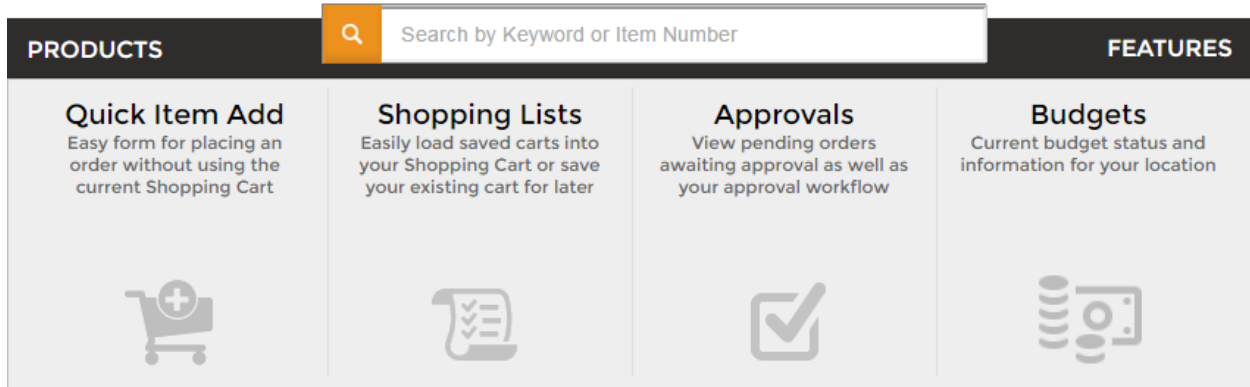 PRODUCTS
Search by Keyword or Item Number
FEATURES
Quick Item Add
Easy form for placing an
order without using the
current Shopping Cart
Shopping Lists
Easily load saved carts into
your Shopping Cart or save
your existing cart for later
Approvals
View pending orders
awaiting approval as well as
your approval workflow
Budgets
Current budget status and
information for your location